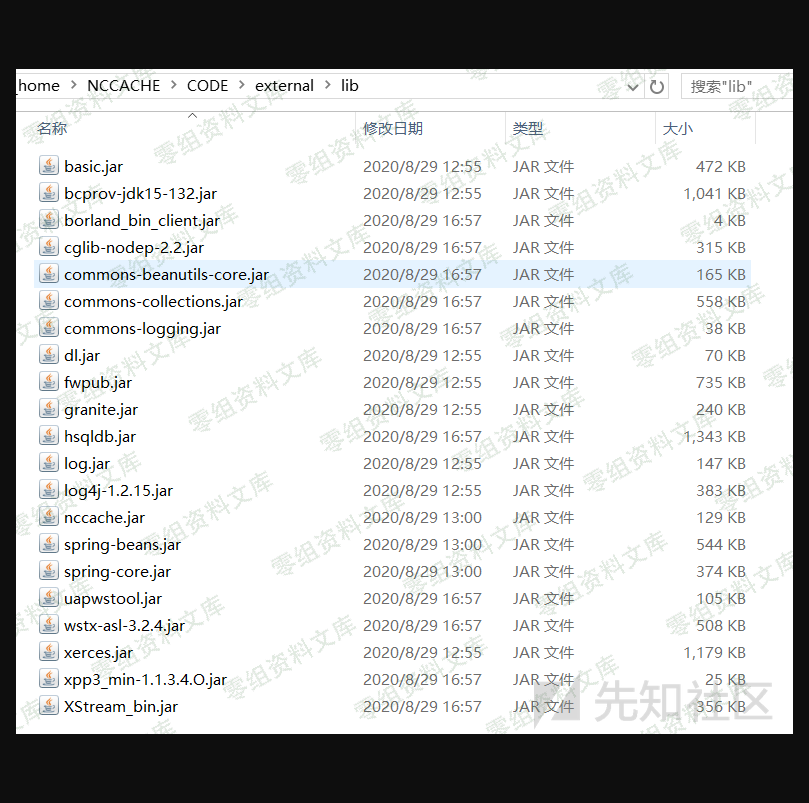 home > NCCACHE > CODE > external > lib 搜索"lib"
名称 修改日期 类型 大小
basic.jar 2020/8/29 12:55 JAR 文件 472 KB
bcprov-jdk15-132.jar 2020/8/29 12:55 JAR 文件 1,041 KB
borland_bin_client.jar 2020/8/29 16:57 JAR 文件 4 KB
cglib-nodep-2.2.jar 2020/8/29 16:57 JAR 文件 315 KB
commons-beanutils-core.jar 2020/8/29 16:57 JAR 文件 165 KB
commons-collections.jar 2020/8/29 16:57 JAR 文件 558 KB
commons-logging.jar 2020/8/29 16:57 JAR 文件 38 KB
dl.jar 2020/8/29 12:55 JAR 文件 70 KB
fwpub.jar 2020/8/29 12:55 JAR 文件 735 KB
granite.jar 2020/8/29 12:55 JAR 文件 240 KB
hsqldb.jar 2020/8/29 16:57 JAR 文件 1,343 KB
log.jar 2020/8/29 12:55 JAR 文件 147 KB
log4j-1.2.15.jar 2020/8/29 12:55 JAR 文件 383 KB
nccache.jar 2020/8/29 13:00 JAR 文件 129 KB
spring-beans.jar 2020/8/29 13:00 JAR 文件 544 KB
spring-core.jar 2020/8/29 13:00 JAR 文件 374 KB
uapwstool.jar 2020/8/29 16:57 JAR 文件 105 KB
wstx-asl-3.2.4.jar 2020/8/29 16:57 JAR 文件 508 KB
xerces.jar 2020/8/29 12:55 JAR 文件 1,179 KB
xpp3_min-1.1.3.4.O.jar 2020/8/29 16:57 JAR 文件 25 KB
XStream_bin.jar 2020/8/29 16:57 JAR 文件 356 KB
零组资料文库
先知社区